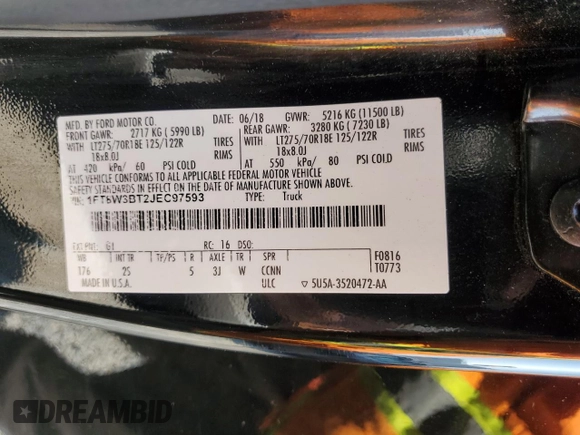 MFD. BY FORD MOTOR CO.
06/18 GVWR: 5216 KG (11500 LB)
FRONT GAWR: 2717 KG (5990 LB)
REAR GAWR: 3280 KG (7230 LB)
LT275/70R18E 125/122R TIRES
LT275/70R18E 125/122R TIRES
18x8.0J RIMS
18x8.0J RIMS
AT 420 kPa/ 60 PSI COLD
AT 550 kPa/ 80 PSI COLD
THIS VEHICLE CONFORMS TO ALL APPLICABLE FEDERAL MOTOR VEHICLE
SAFETY STANDARDS IN EFFECT ON THE DATE OF MANUFACTURE SHOWN ABOVE.
VIN: 1FT8W3BT2JEC97593 TYPE: Truck
EXT PNT: G1 RC: 16 DSO:
WB INT TR TP/PS R AXLE TR SPR
176 2S 5 3J W CCNN
F0816
T0773
MADE IN U.S.A. ULC
▽ 5U5A-3520472-AA
DREAMBID